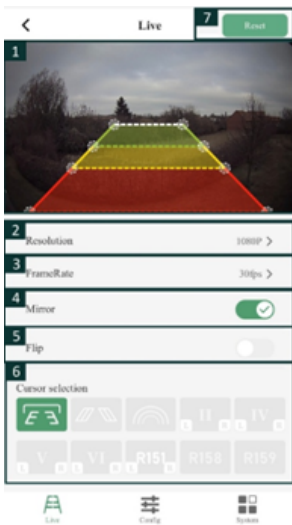 Live
7
Reset
1
2
Resolution
1080P
3
FrameRate
30fps
4
Mirror
5
Flip
6
Cursor selection
II
L R
IV
L R
V
L R
VI
L R
R151
L R
R158
R159
Live
Config
System